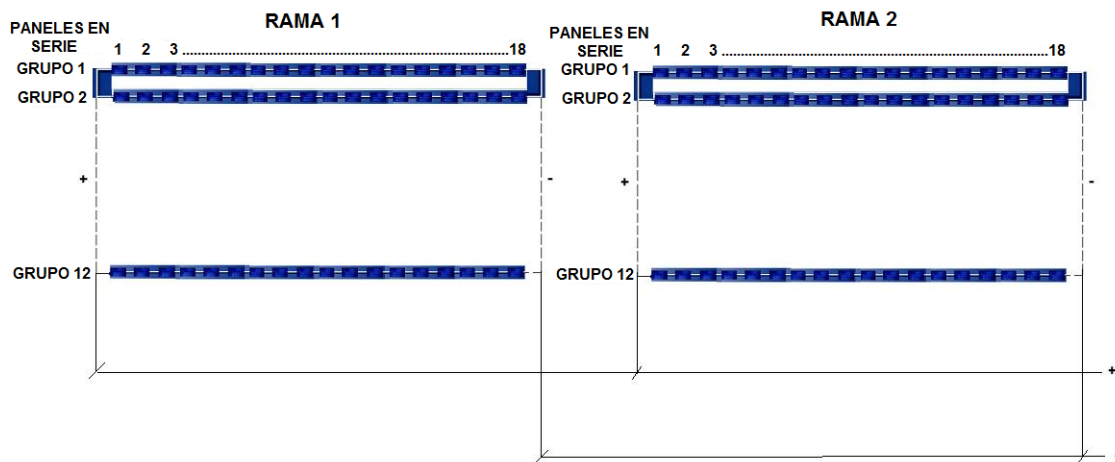 RAMA 1
PANELES EN
SERIE
1 2 3 ........................................................................18
GRUPO 1
GRUPO 2
+ -
GRUPO 12
RAMA 2
PANELES EN
SERIE
1 2 3 ........................................................................18
GRUPO 1
GRUPO 2
+ -
GRUPO 12
+